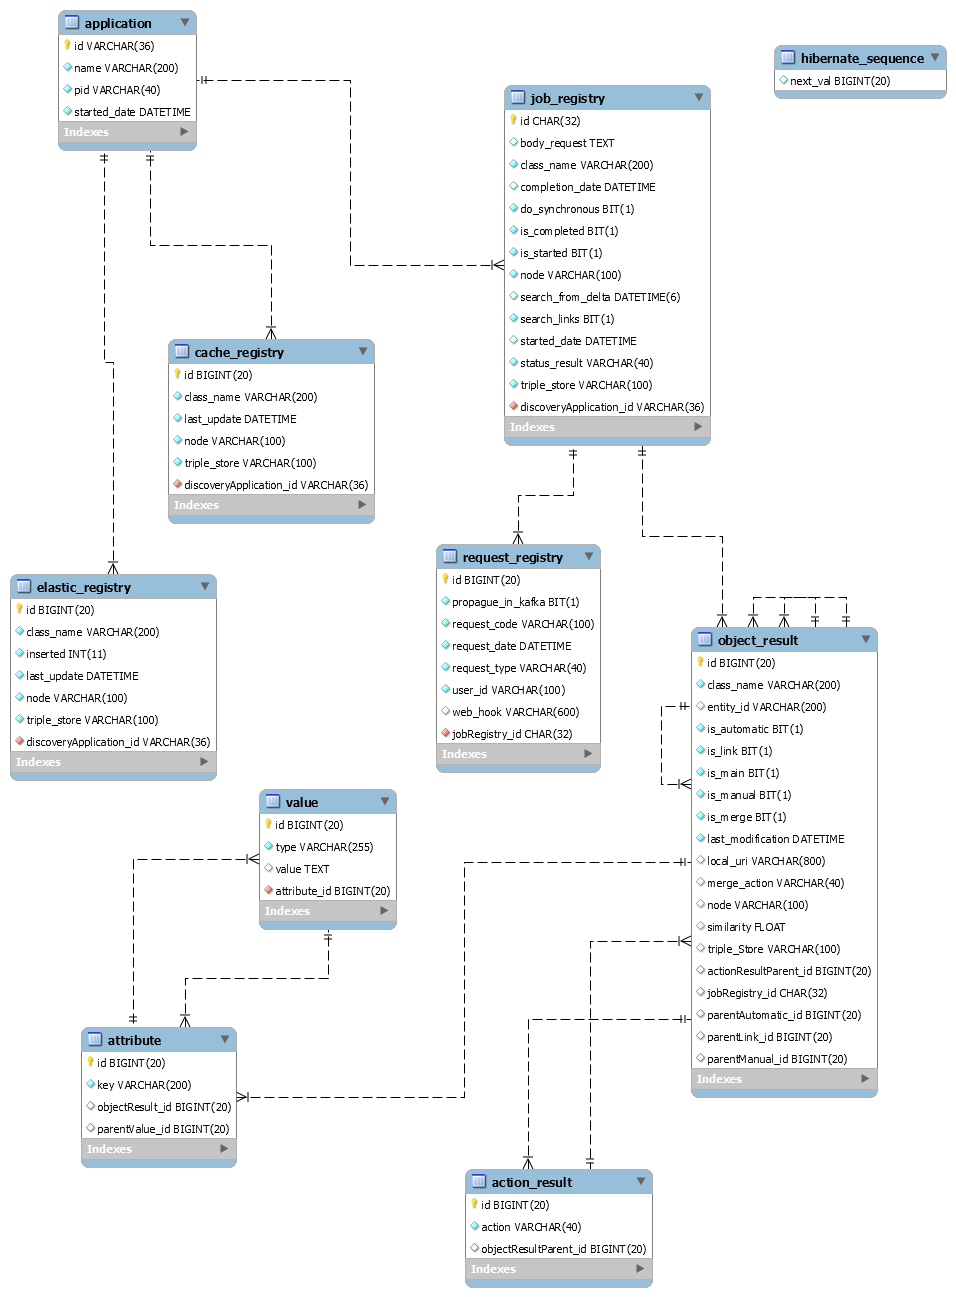 application
id VARCHAR(36)
name VARCHAR(200)
pid VARCHAR(40)
started_date DATETIME
Indexes
hibernate_sequence
next_val BIGINT(20)
job_registry
id CHAR(32)
body_request TEXT
class_name VARCHAR(200)
completion_date DATETIME
do_synchronous BIT(1)
is_completed BIT(1)
is_started BIT(1)
node VARCHAR(100)
search_from_delta DATETIME(6)
search_links BIT(1)
started_date DATETIME
status_result VARCHAR(40)
triple_store VARCHAR(100)
discoveryApplication_id VARCHAR(36)
Indexes
cache_registry
id BIGINT(20)
class_name VARCHAR(200)
last_update DATETIME
node VARCHAR(100)
triple_store VARCHAR(100)
discoveryApplication_id VARCHAR(36)
Indexes
elastic_registry
id BIGINT(20)
class_name VARCHAR(200)
inserted INT(11)
last_update DATETIME
node VARCHAR(100)
triple_store VARCHAR(100)
discoveryApplication_id VARCHAR(36)
Indexes
request_registry
id BIGINT(20)
propague_in_kafka BIT(1)
request_code VARCHAR(100)
request_date DATETIME
request_type VARCHAR(40)
user_id VARCHAR(100)
web_hook VARCHAR(600)
jobRegistry_id CHAR(32)
Indexes
object_result
id BIGINT(20)
class_name VARCHAR(200)
entity_id VARCHAR(200)
is_automatic BIT(1)
is_link BIT(1)
is_main BIT(1)
is_manual BIT(1)
is_merge BIT(1)
last_modification DATETIME
local_uri VARCHAR(800)
merge_action VARCHAR(40)
node VARCHAR(100)
similarity FLOAT
triple_Store VARCHAR(100)
actionResultParent_id BIGINT(20)
jobRegistry_id CHAR(32)
parentAutomatic_id BIGINT(20)
parentLink_id BIGINT(20)
parentManual_id BIGINT(20)
Indexes
value
id BIGINT(20)
type VARCHAR(255)
value TEXT
attribute_id BIGINT(20)
Indexes
attribute
id BIGINT(20)
key VARCHAR(200)
objectResult_id BIGINT(20)
parentValue_id BIGINT(20)
Indexes
action_result
id BIGINT(20)
action VARCHAR(40)
objectResultParent_id BIGINT(20)
Indexes